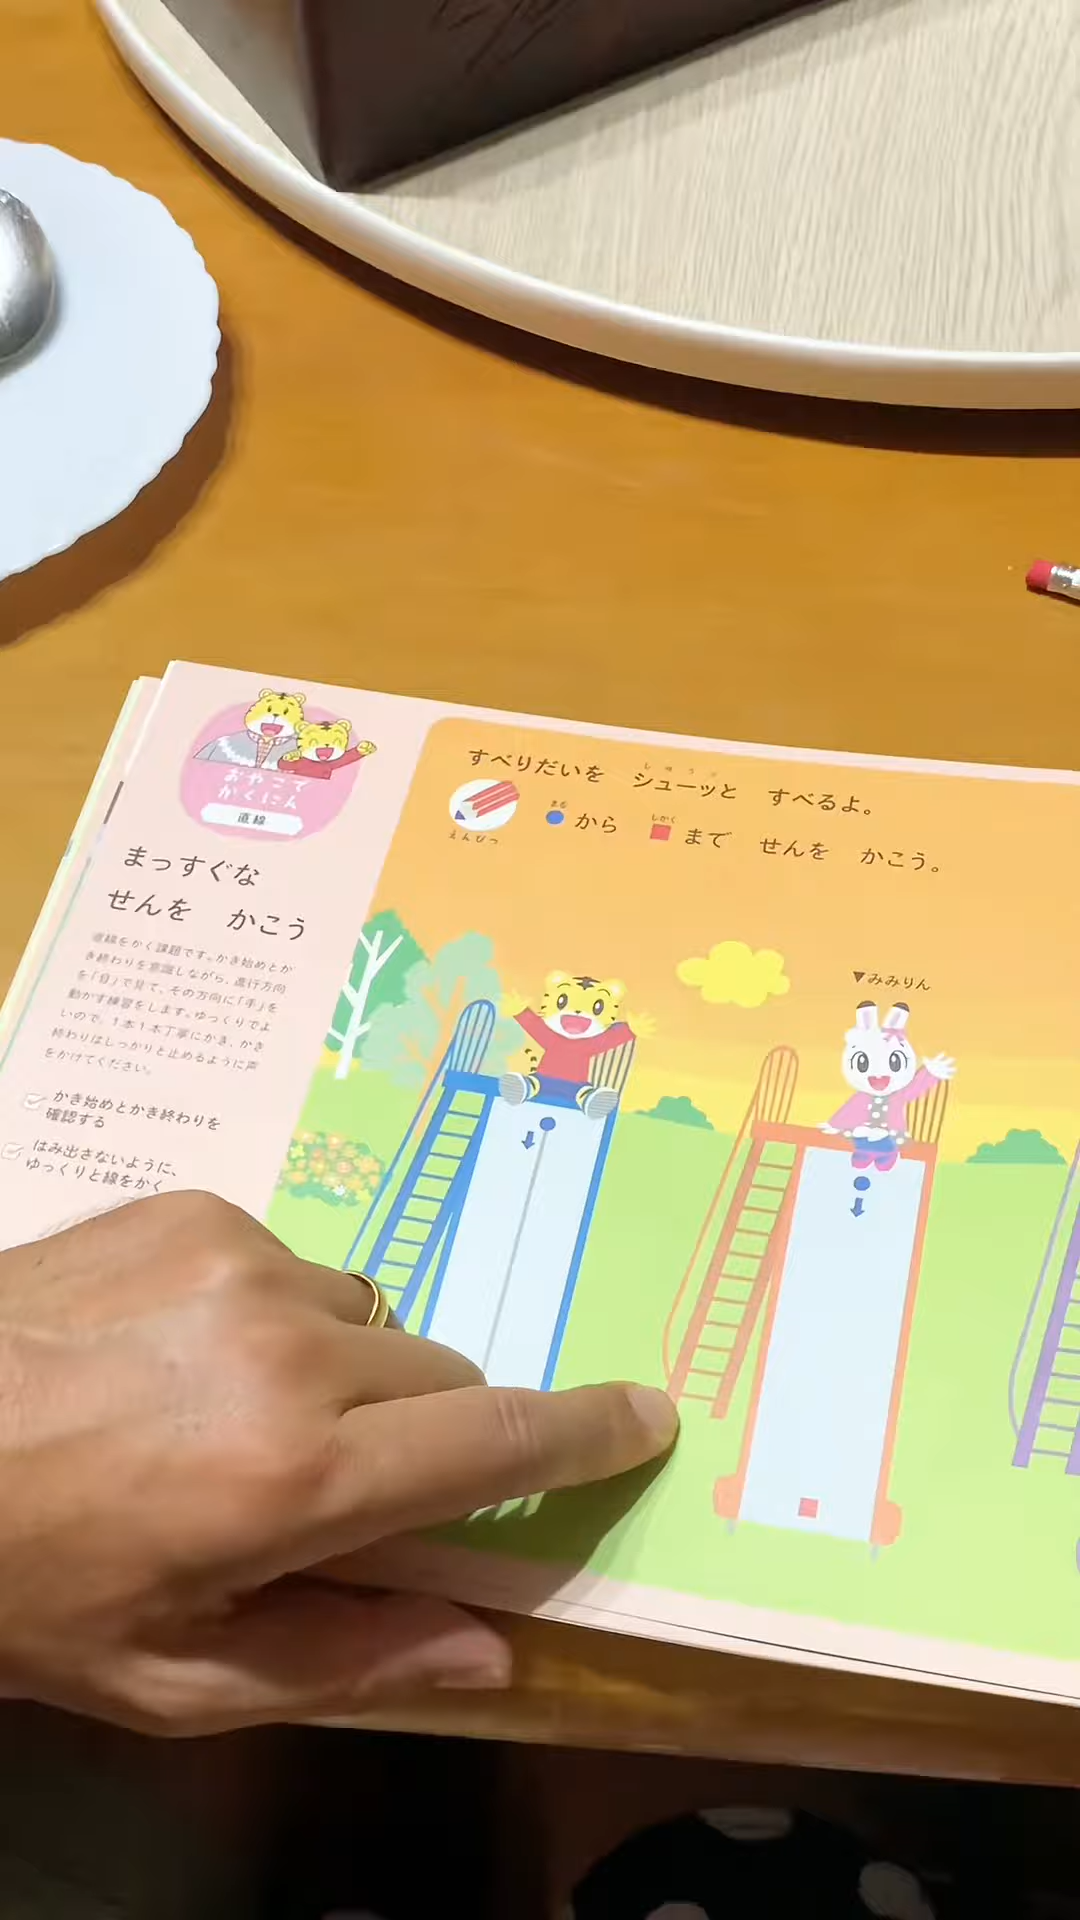 おやこで
かくにん
直線
まっすぐな
せんを かこう
直線をかく課題です。かき始めとか
き終わりを意識しながら、進行方向
を「目」で見て、その方向に「手」を
動かす練習をします。ゆっくりでよ
いので、1本1本丁寧にかき、かき
終わりはしっかりと止めるように声
をかけてください。
かき始めとかき終わりを
確認する
はみ出さないように、
ゆっくりと線をかく
すべりだいを シューッと すべるよ。
しゅうっ
えんぴつ
まる
から
しかく
まで せんを かこう。
▼みみりん